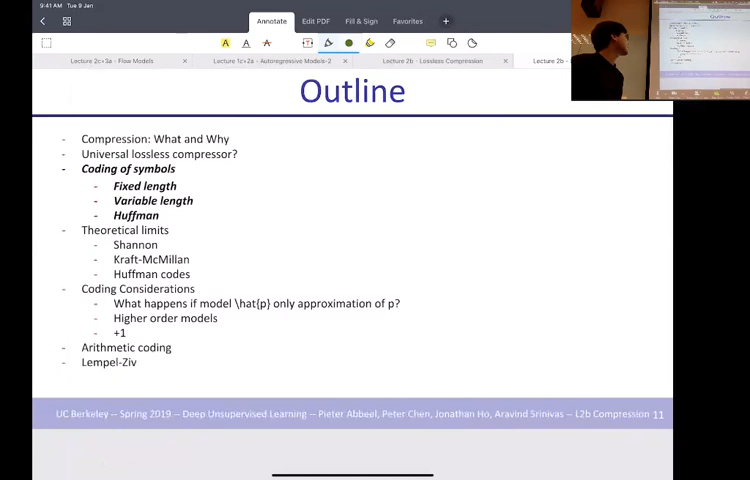 9:41 AM Tue 9 Jan
Annotate Edit PDF Fill & Sign Favorites +
Lecture 2c+3a - Flow Models × Lecture 1c+2a - Autoregressive Models-2 × Lecture 2b - Lossless Compression × Lecture 2b -
Outline
- Compression: What and Why
- Universal lossless compressor?
- Coding of symbols
- Fixed length
- Variable length
- Huffman
- Theoretical limits
- Shannon
- Kraft-McMillan
- Huffman codes
- Coding Considerations
- What happens if model \hat{p} only approximation of p?
- Higher order models
- +1
- Arithmetic coding
- Lempel-Ziv
UC Berkeley -- Spring 2019 -- Deep Unsupervised Learning -- Pieter Abbeel, Peter Chen, Jonathan Ho, Aravind Srinivas -- L2b Compression 11
Outline